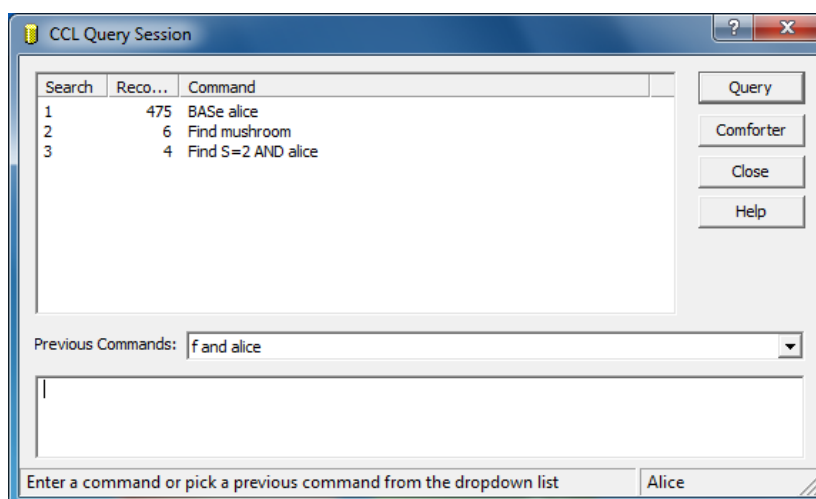 CCL Query Session
?
X
Search Reco... Command
1 475 BASe alice
2 6 Find mushroom
3 4 Find S=2 AND alice
Query
Comforter
Close
Help
Previous Commands: f and alice
Enter a command or pick a previous command from the dropdown list Alice